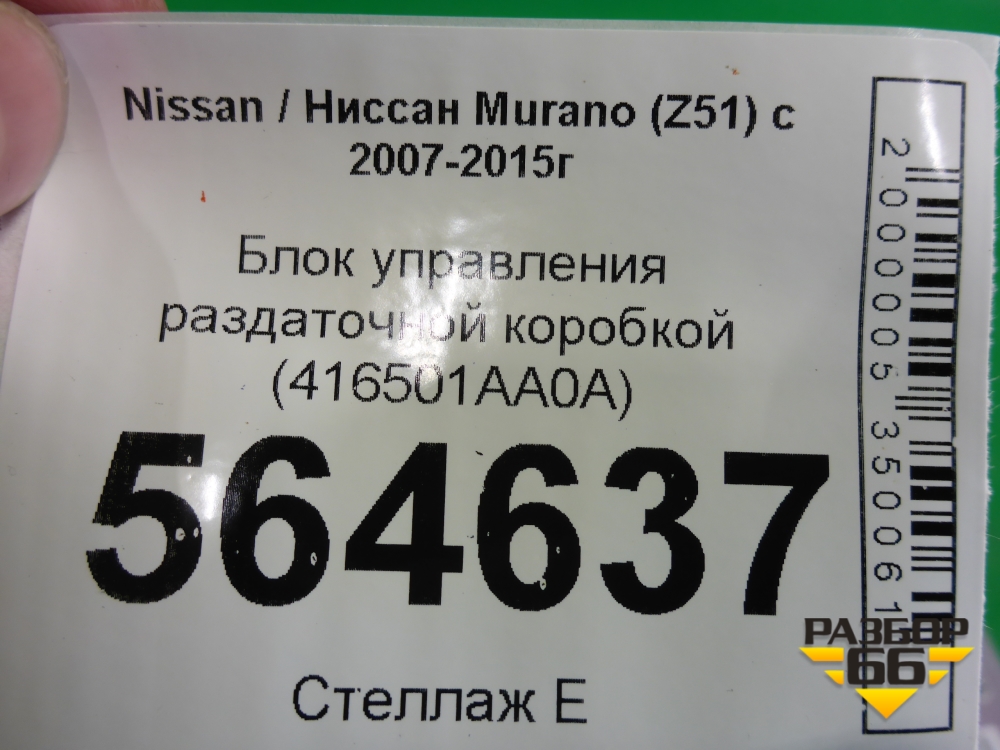 Nissan / Ниссан Murano (Z51) с
2007-2015г
Блок управления
раздаточной коробкой
(416501AA0A)
564637
Стеллаж Е
2000005350061
РАЗБОР
66